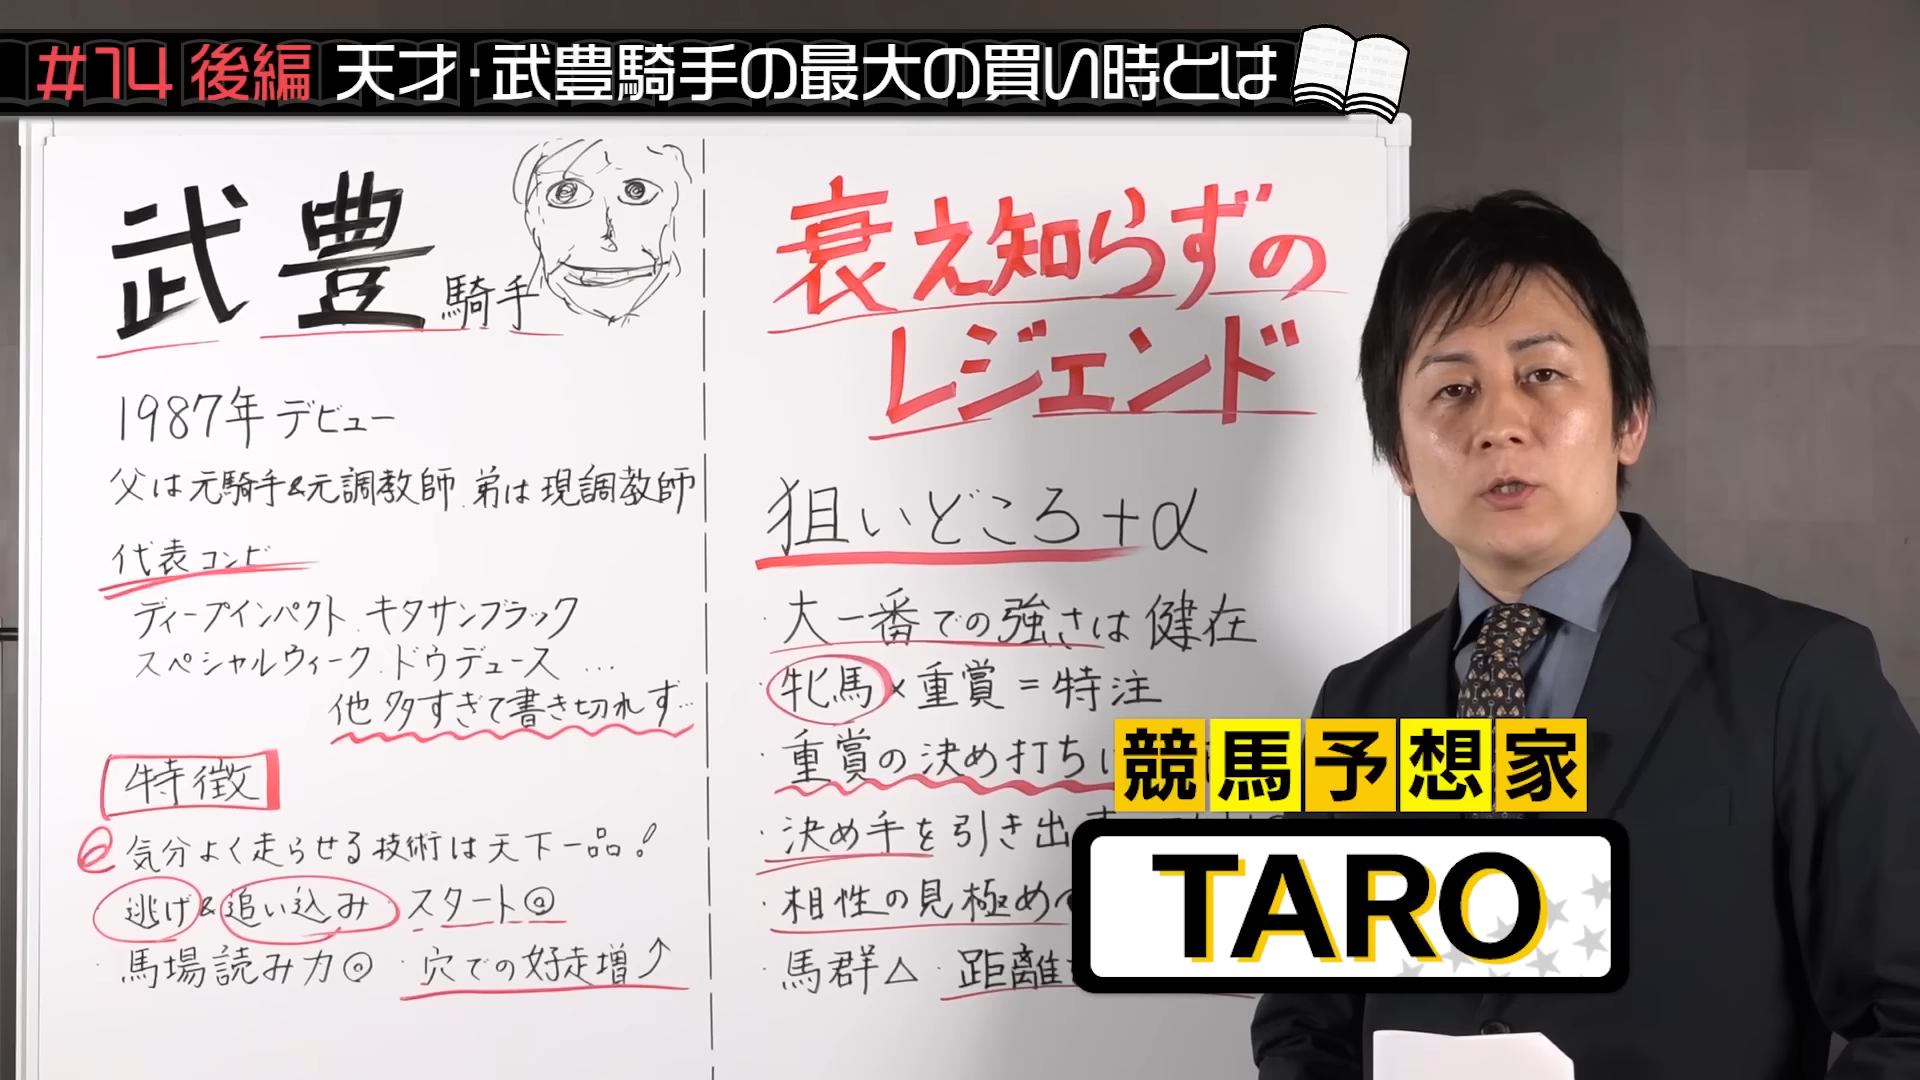 #14 後編 天才・武豊騎手の最大の買い時とは
武豊騎手
1987年デビュー
父は元騎手&元調教師.弟は現調教師
代表コンビ
ディープインパクト.キタサンブラック
スペシャルウィーク.ドウデュース…
他多すぎて書き切れず…
特徴
気分よく走らせる技術は天下一品!
逃げ&追い込み・スタート◎
・馬場読み力◎・穴での好走増↑
衰え知らずの
レジェンド
狙いどころ+α
・大一番での強さは健在
・牝馬×重賞=特注
・重賞の決め打ち
・決め手を引き出
・相性の見極め
・馬群△・距離
競馬予想家
TARO